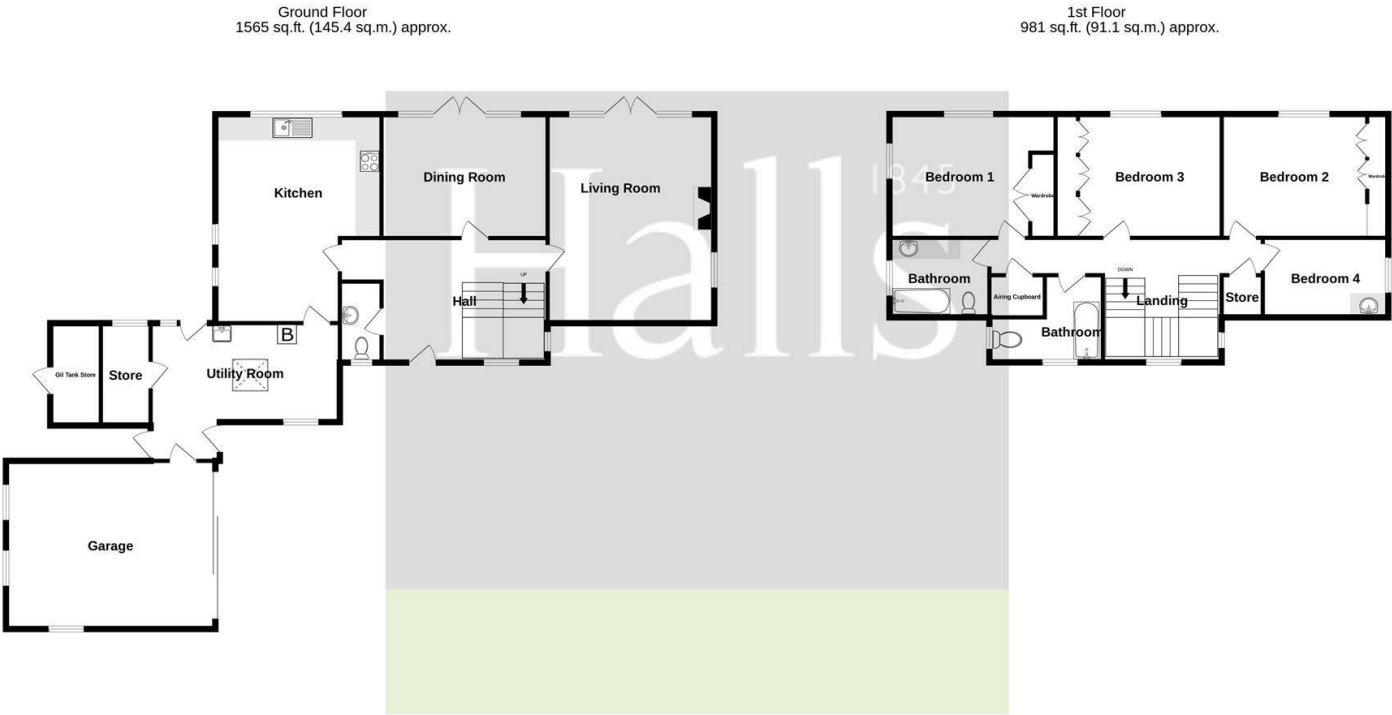 Ground Floor
1565 sq.ft. (145.4 sq.m.) approx.
1st Floor
981 sq.ft. (91.1 sq.m.) approx.
Halls
1845
Kitchen
Dining Room
Living Room
UP
Hall
B
Utility Room
Store
Oil Tank Store
Garage
Bedroom 1
Wardrobe
Bedroom 3
Bedroom 2
Wardrobe
Bathroom
Airing Cupboard
Bathroom
DOWN
Landing
Store
Bedroom 4